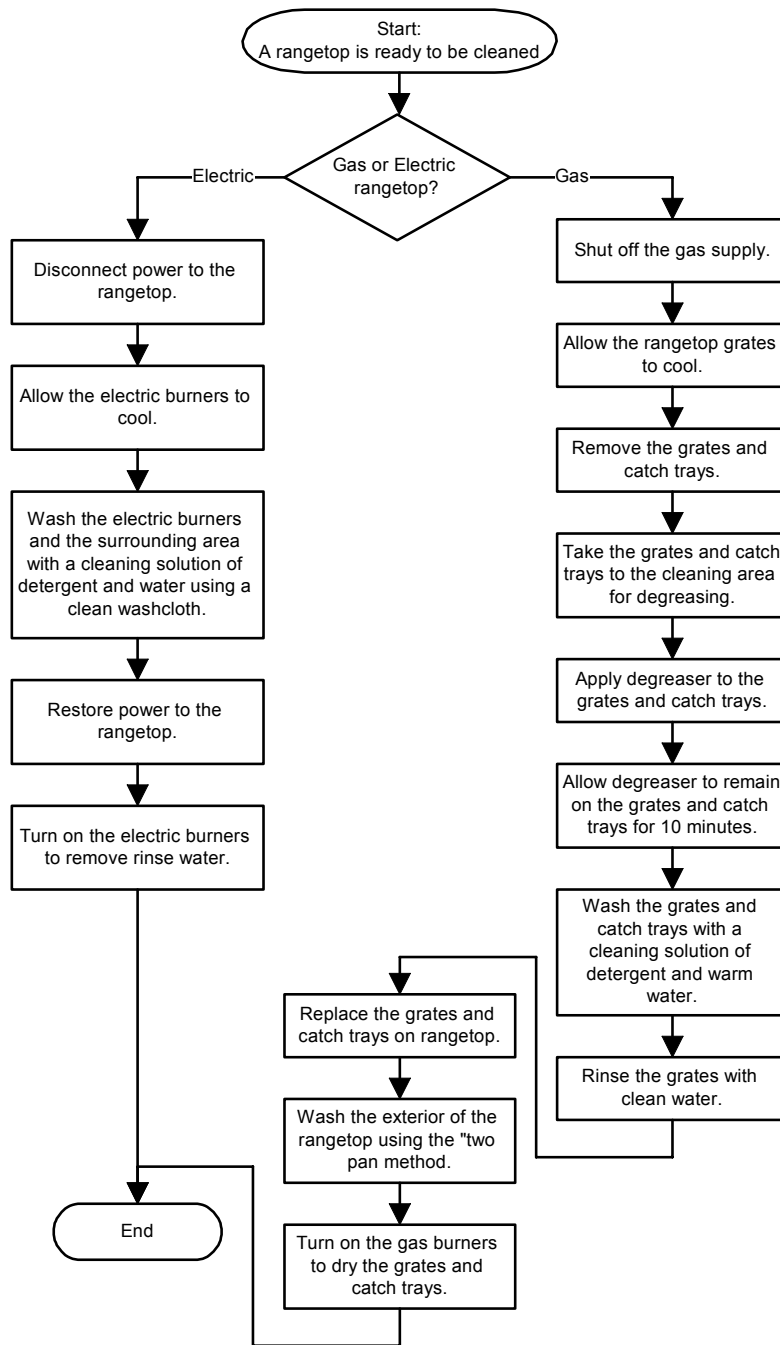 Start:
A rangetop is ready to be cleaned
Gas or Electric
rangetop?
Electric
Gas
Disconnect power to the
rangetop.
Allow the electric burners to
cool.
Wash the electric burners
and the surrounding area
with a cleaning solution of
detergent and water using a
clean washcloth.
Restore power to the
rangetop.
Turn on the electric burners
to remove rinse water.
Shut off the gas supply.
Allow the rangetop grates
to cool.
Remove the grates and
catch trays.
Take the grates and catch
trays to the cleaning area
for degreasing.
Apply degreaser to the
grates and catch trays.
Allow degreaser to remain
on the grates and catch
trays for 10 minutes.
Wash the grates and
catch trays with a
cleaning solution of
detergent and warm
water.
Rinse the grates with
clean water.
Replace the grates and
catch trays on rangetop.
Wash the exterior of the
rangetop using the "two
pan method.
Turn on the gas burners
to dry the grates and
catch trays.
End